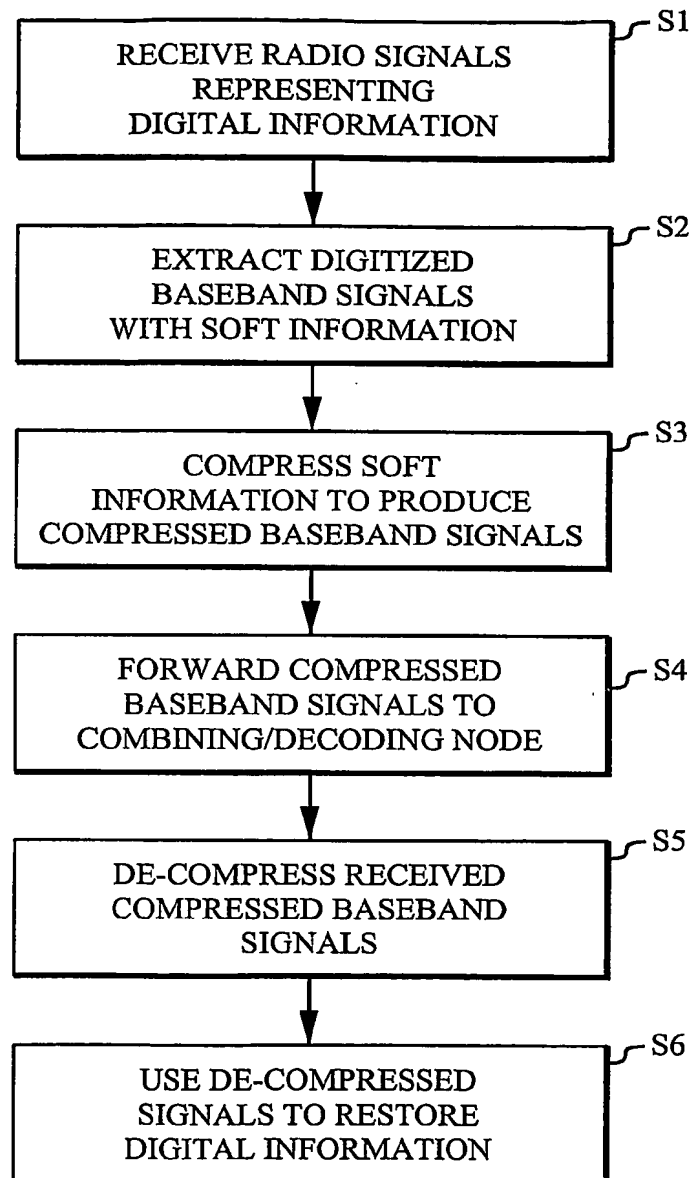 S1
RECEIVE RADIO SIGNALS
REPRESENTING
DIGITAL INFORMATION
S2
EXTRACT DIGITIZED
BASEBAND SIGNALS
WITH SOFT INFORMATION
S3
COMPRESS SOFT
INFORMATION TO PRODUCE
COMPRESSED BASEBAND SIGNALS
S4
FORWARD COMPRESSED
BASEBAND SIGNALS TO
COMBINING/DECODING NODE
S5
DE-COMPRESS RECEIVED
COMPRESSED BASEBAND
SIGNALS
S6
USE DE-COMPRESSED
SIGNALS TO RESTORE
DIGITAL INFORMATION